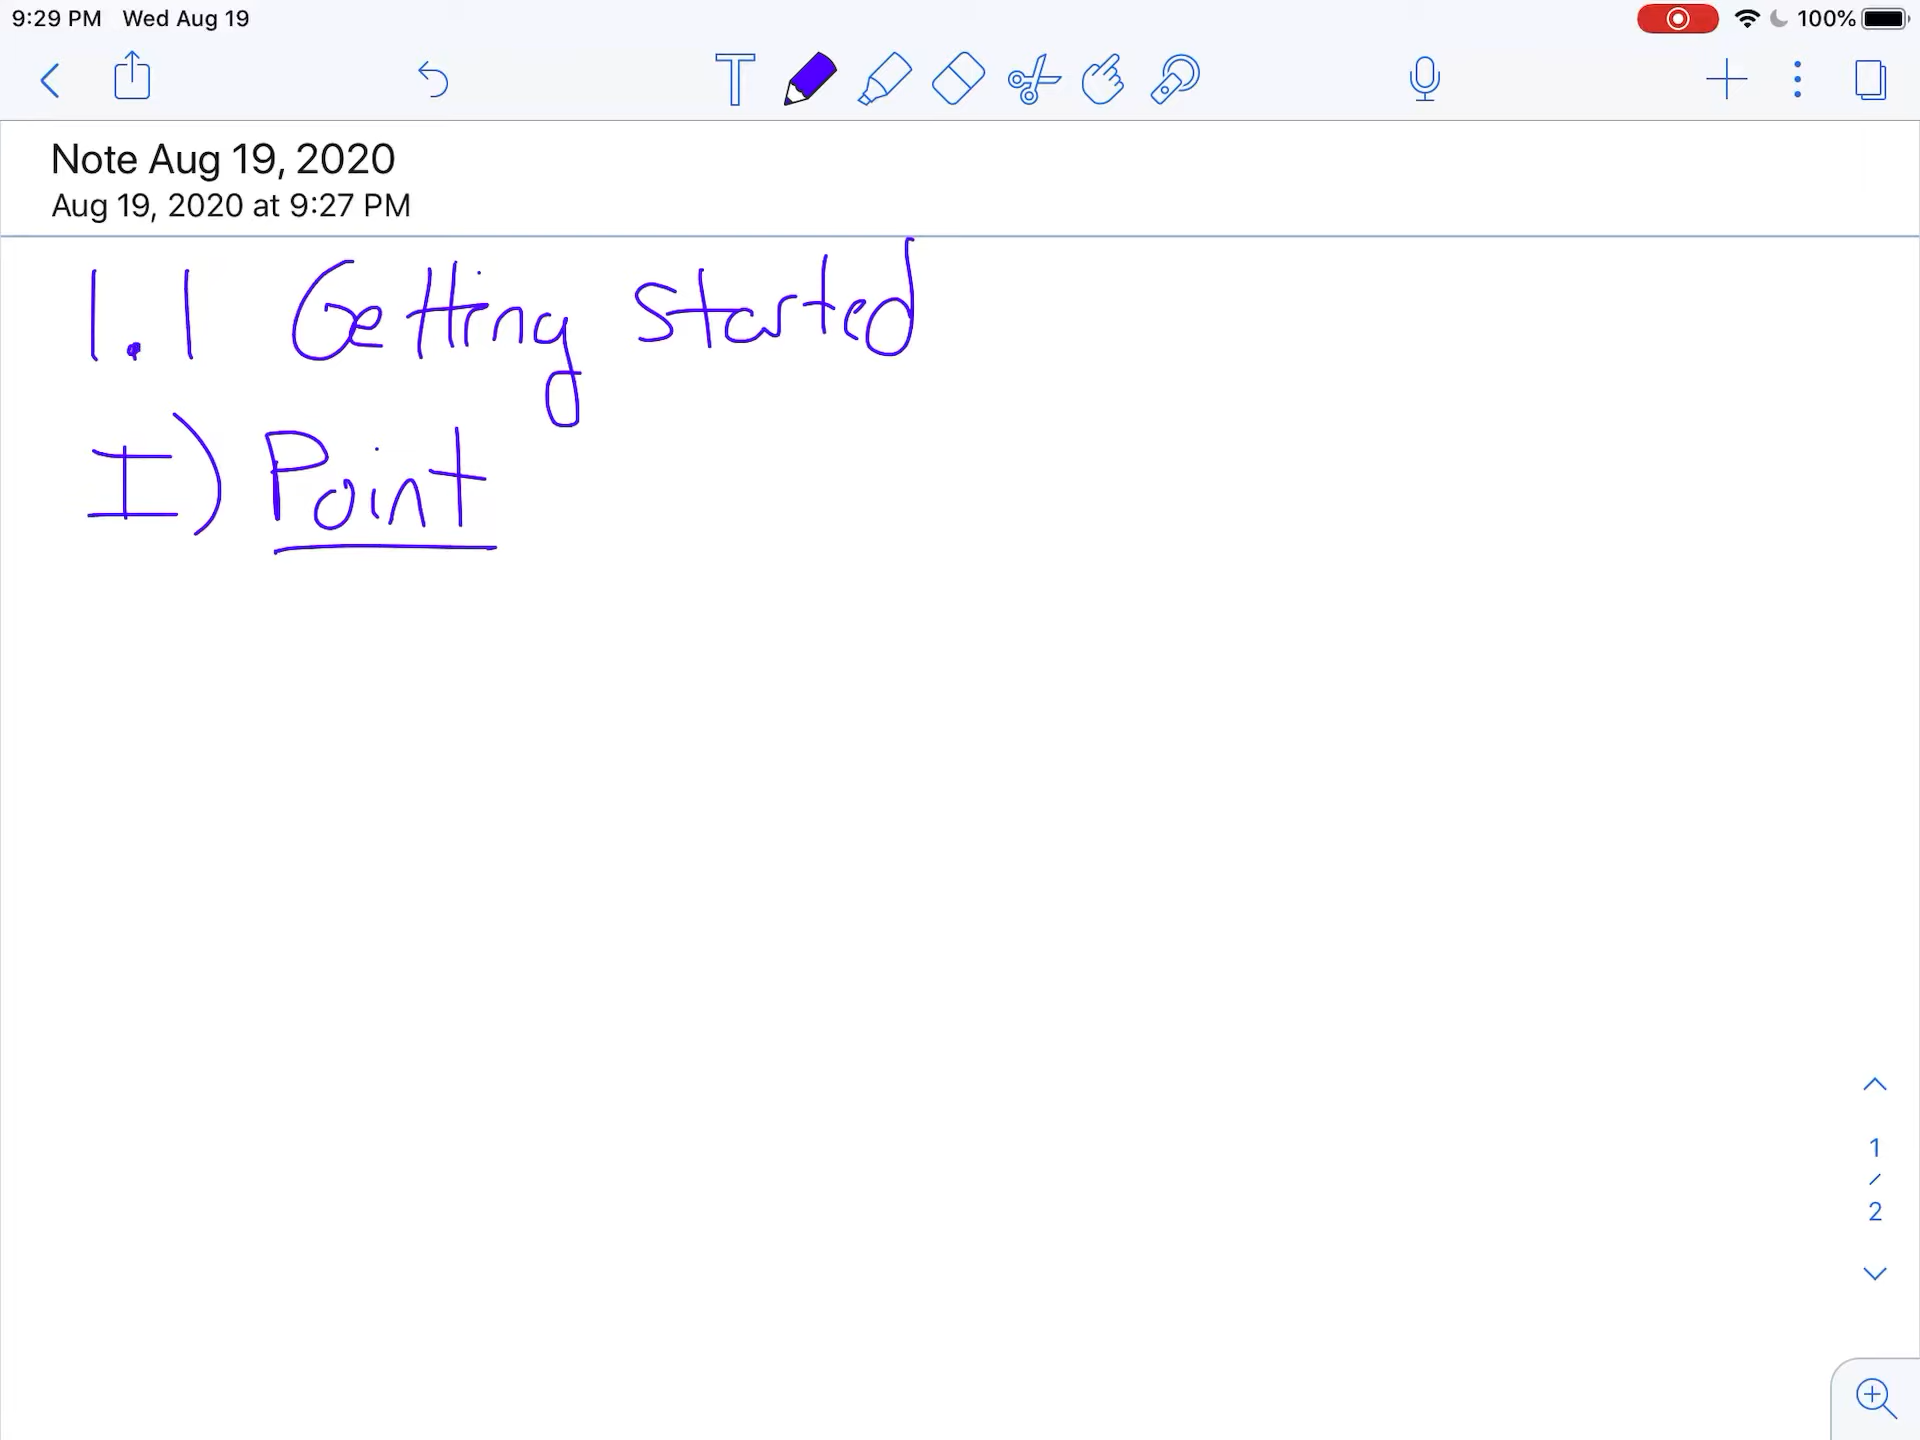 9:29 PM Wed Aug 19 100%
T
Note Aug 19, 2020
Aug 19, 2020 at 9:27 PM
1.1 Getting started
I) Point
1
/
2